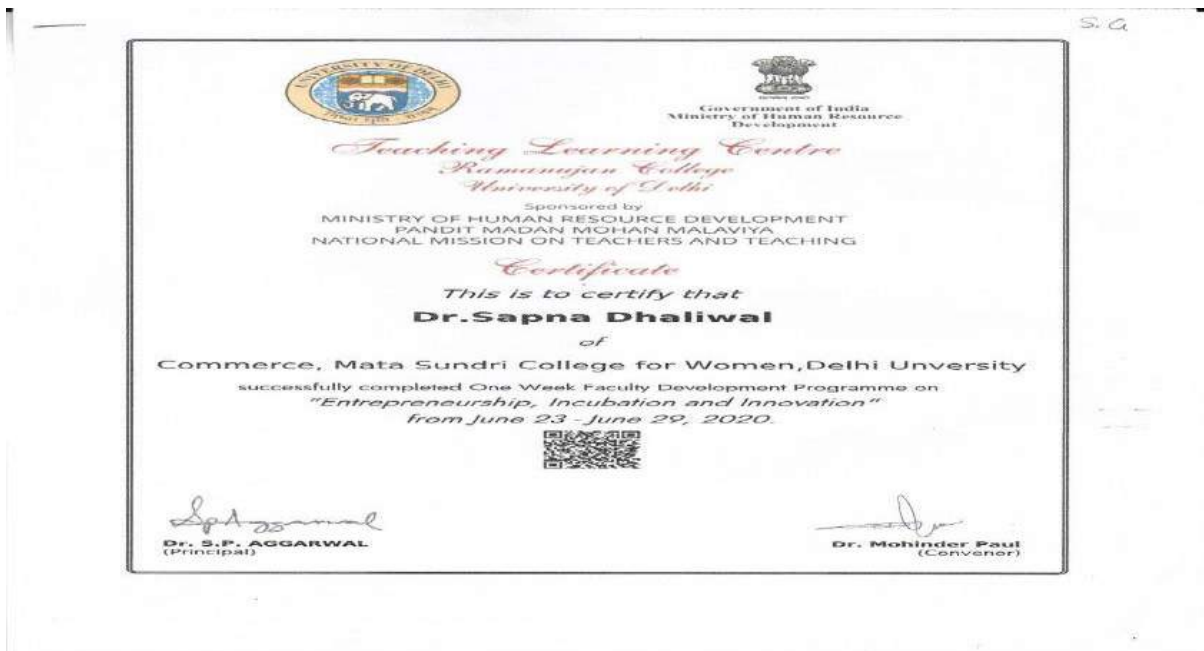 S. G
UNIVERSITY OF DELHI
Government of India
Ministry of Human Resource
Development
Teaching Learning Centre
Ramanujan College
University of Delhi
Sponsored by
MINISTRY OF HUMAN RESOURCE DEVELOPMENT
PANDIT MADAN MOHAN MALAVIYA
NATIONAL MISSION ON TEACHERS AND TEACHING
Certificate
This is to certify that
Dr.Sapna Dhaliwal
of
Commerce, Mata Sundri College for Women,Delhi Unversity
successfully completed One Week Faculty Development Programme on
"Entrepreneurship, Incubation and Innovation"
from June 23 - June 29, 2020.
SpAggarwal
Dr. S.P. AGGARWAL
(Principal)
Dr. Mohinder Paul
(Convenor)